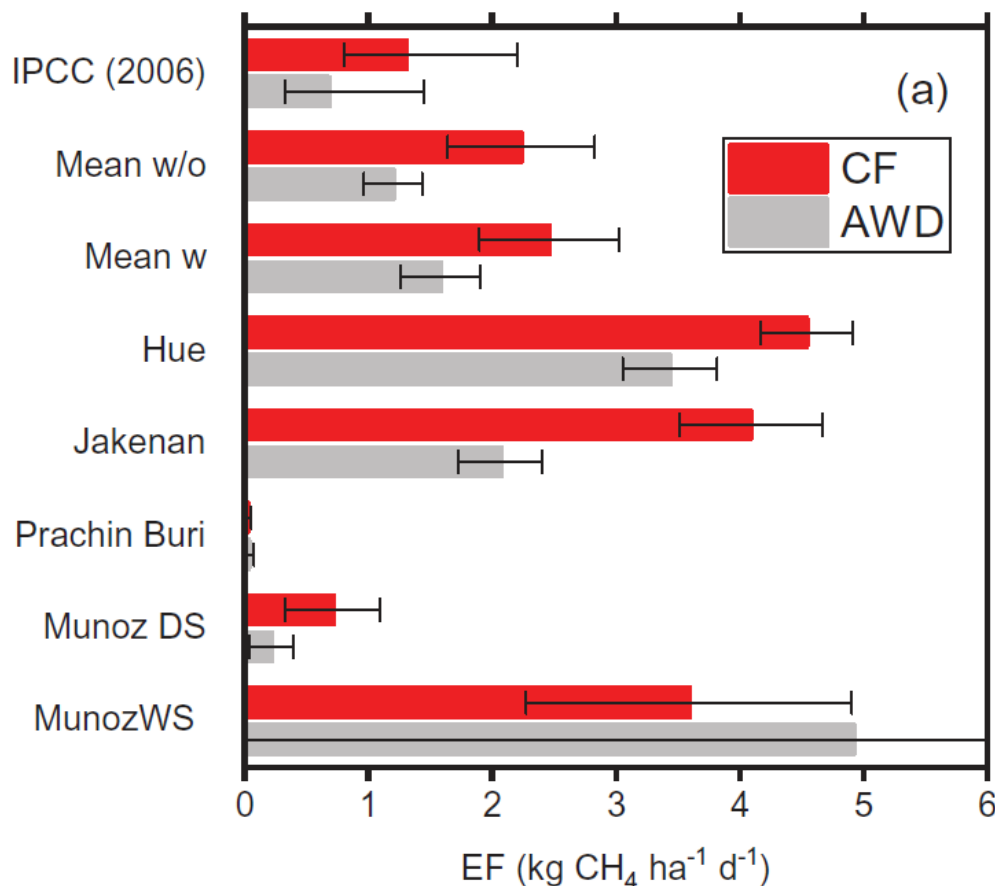 IPCC (2006)
(a)
Mean w/o
CF
AWD
Mean w
Hue
Jakenan
Prachin Buri
Munoz DS
MunozWS
0 1 2 3 4 5 6
EF (kg CH₄ ha⁻¹ d⁻¹)